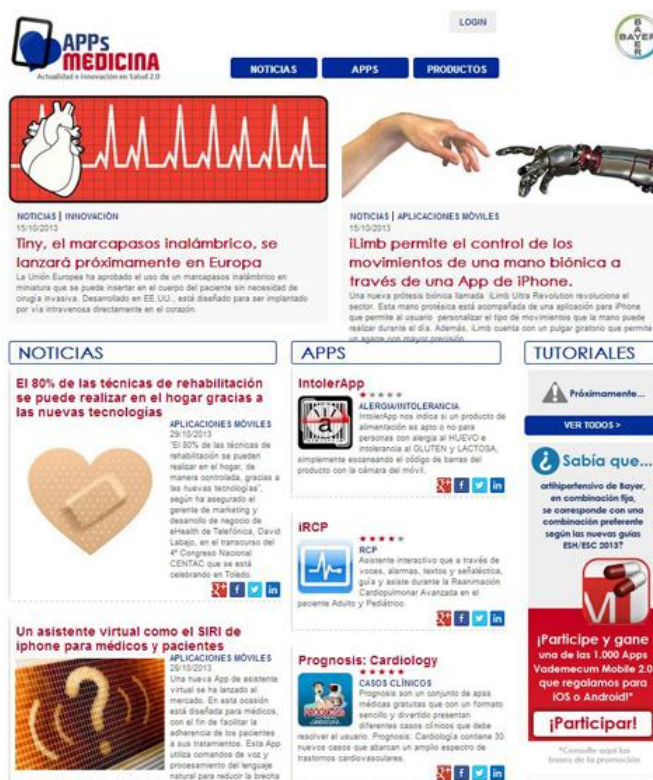 LOGIN
BAYER
BAYER
APPs
MEDICINA
Actualidad e Innovación en Salud 2.0
NOTICIAS
APPS
PRODUCTOS
NOTICIAS | INNOVACIÓN
15/10/2013
Tiny, el marcapasos inalámbrico, se
lanzará próximamente en Europa
La Unión Europea ha aprobado el uso de un marcapasos inalámbrico en
miniatura que se puede insertar en el cuerpo del paciente sin necesidad de
cirugía invasiva. Desarrollado en EE.UU., está diseñado para ser implantado
por vía intravenosa directamente en el corazón.
NOTICIAS | APLICACIONES MÓVILES
15/10/2013
iLimb permite el control de los
movimientos de una mano biónica a
través de una App de iPhone.
Una nueva prótesis biónica llamada iLimb Ultra Revolution revoluciona el
sector. Esta mano protésica está acompañada de una aplicación para iPhone
que permite al usuario personalizar el tipo de movimientos que la mano puede
realizar durante el día. Además, iLimb cuenta con un pulgar giratorio que permite
un agarre con mayor precisión.
NOTICIAS
El 80% de las técnicas de rehabilitación
se puede realizar en el hogar gracias a
las nuevas tecnologías
APLICACIONES MÓVILES
29/10/2013
"El 80% de las técnicas de
rehabilitación se pueden
realizar en el hogar, de
manera controlada, gracias a
las nuevas tecnologías",
según ha asegurado el
gerente de marketing y
desarrollo de negocio de
eHealth de Telefónica, David
Labajo, en el transcurso del
4º Congreso Nacional
CENTAC que se está
celebrando en Toledo.
Un asistente virtual como el SIRI de
iphone para médicos y pacientes
APLICACIONES MÓVILES
28/10/2013
Una nueva App de asistente
virtual se ha lanzado al
mercado. En esta ocasión
está diseñada para médicos,
con el fin de facilitar la
adherencia de los pacientes
a sus tratamientos. Esta App
utiliza comandos de voz y
procesamiento del lenguaje
natural para reducir la brecha
APPS
IntolerApp
ALERGIA/INTOLERANCIA
IntolerApp nos indica si un producto de
alimentación es apto o no para
personas con alergia al HUEVO e
intolerancia al GLUTEN y LACTOSA,
simplemente escaneando el código de barras del
producto con la cámara del móvil.
iRCP
RCP
Asistente interactivo que a través de
voces, alarmas, textos y señaléctica,
guía y asiste durante la Reanimación
Cardiopulmonar Avanzada en el
paciente Adulto y Pediátrico.
Prognosis: Cardiology
CASOS CLÍNICOS
Prognosis son un conjunto de apss
médicas gratuitas que con un formato
sencillo y divertido presentan
diferentes casos clínicos que debe
resolver el usuario. Prognosis: Cardiología contiene 30
nuevos casos que abarcan un amplio espectro de
trastornos cardiovasculares.
TUTORIALES
Próximamente...
VER TODOS >
Sabía que...
antihipertensivo de Bayer,
en combinación fija,
se corresponde con una
combinación preferente
según las nuevas guías
ESH/ESC 2013?
¡Participe y gane
una de las 1.000 Apps
Vademecum Mobile 2.0
que regalamos para
iOS o Android!*
¡Participar!
*Consulte aquí las
bases de la promoción